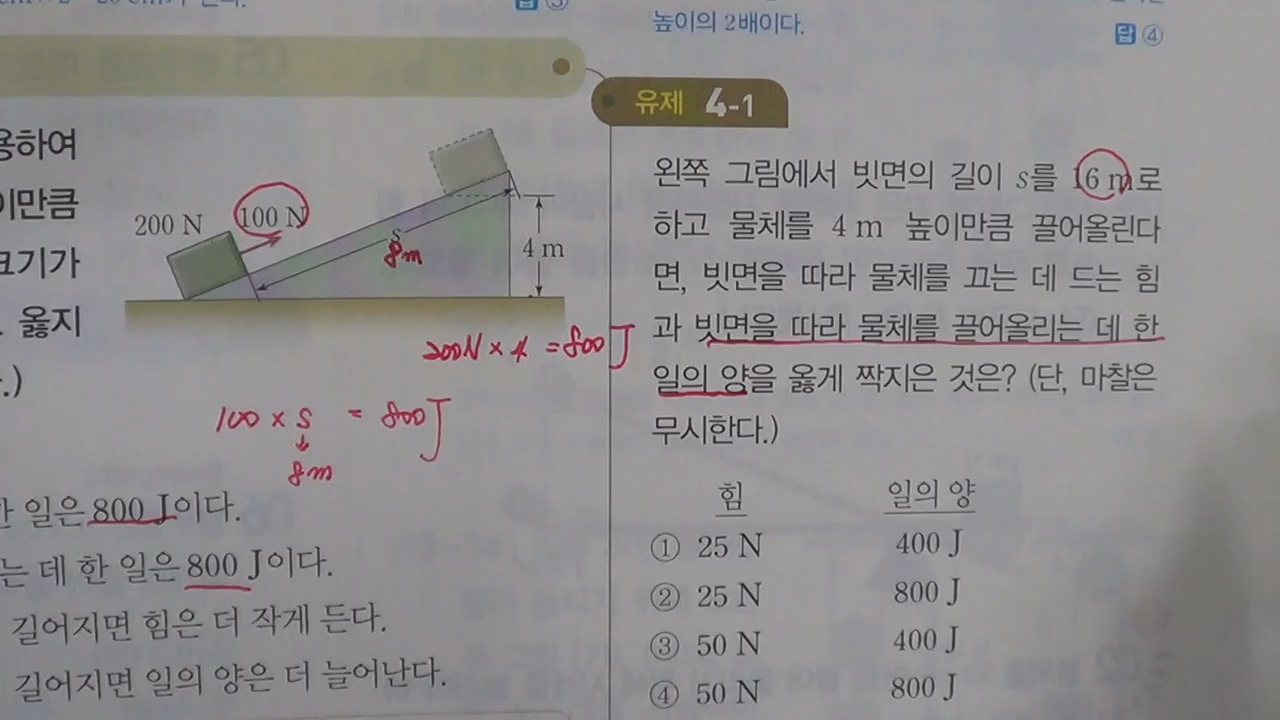 높이의 2배이다.
답 ④
답 ③
유제 4-1
용하여
이만큼
크기가
옳지
.)
200 N
100 N
s
8m
4 m
200N × 4 = 800 J
100 × s = 800 J
8m
한 일은 800 J이다.
는 데 한 일은 800 J이다.
길어지면 힘은 더 작게 든다.
길어지면 일의 양은 더 늘어난다.
왼쪽 그림에서 빗면의 길이 s를 16 m로
하고 물체를 4 m 높이만큼 끌어올린다
면, 빗면을 따라 물체를 끄는 데 드는 힘
과 빗면을 따라 물체를 끌어올리는 데 한
일의 양을 옳게 짝지은 것은? (단, 마찰은
무시한다.)
힘 일의 양
① 25 N 400 J
② 25 N 800 J
③ 50 N 400 J
④ 50 N 800 J